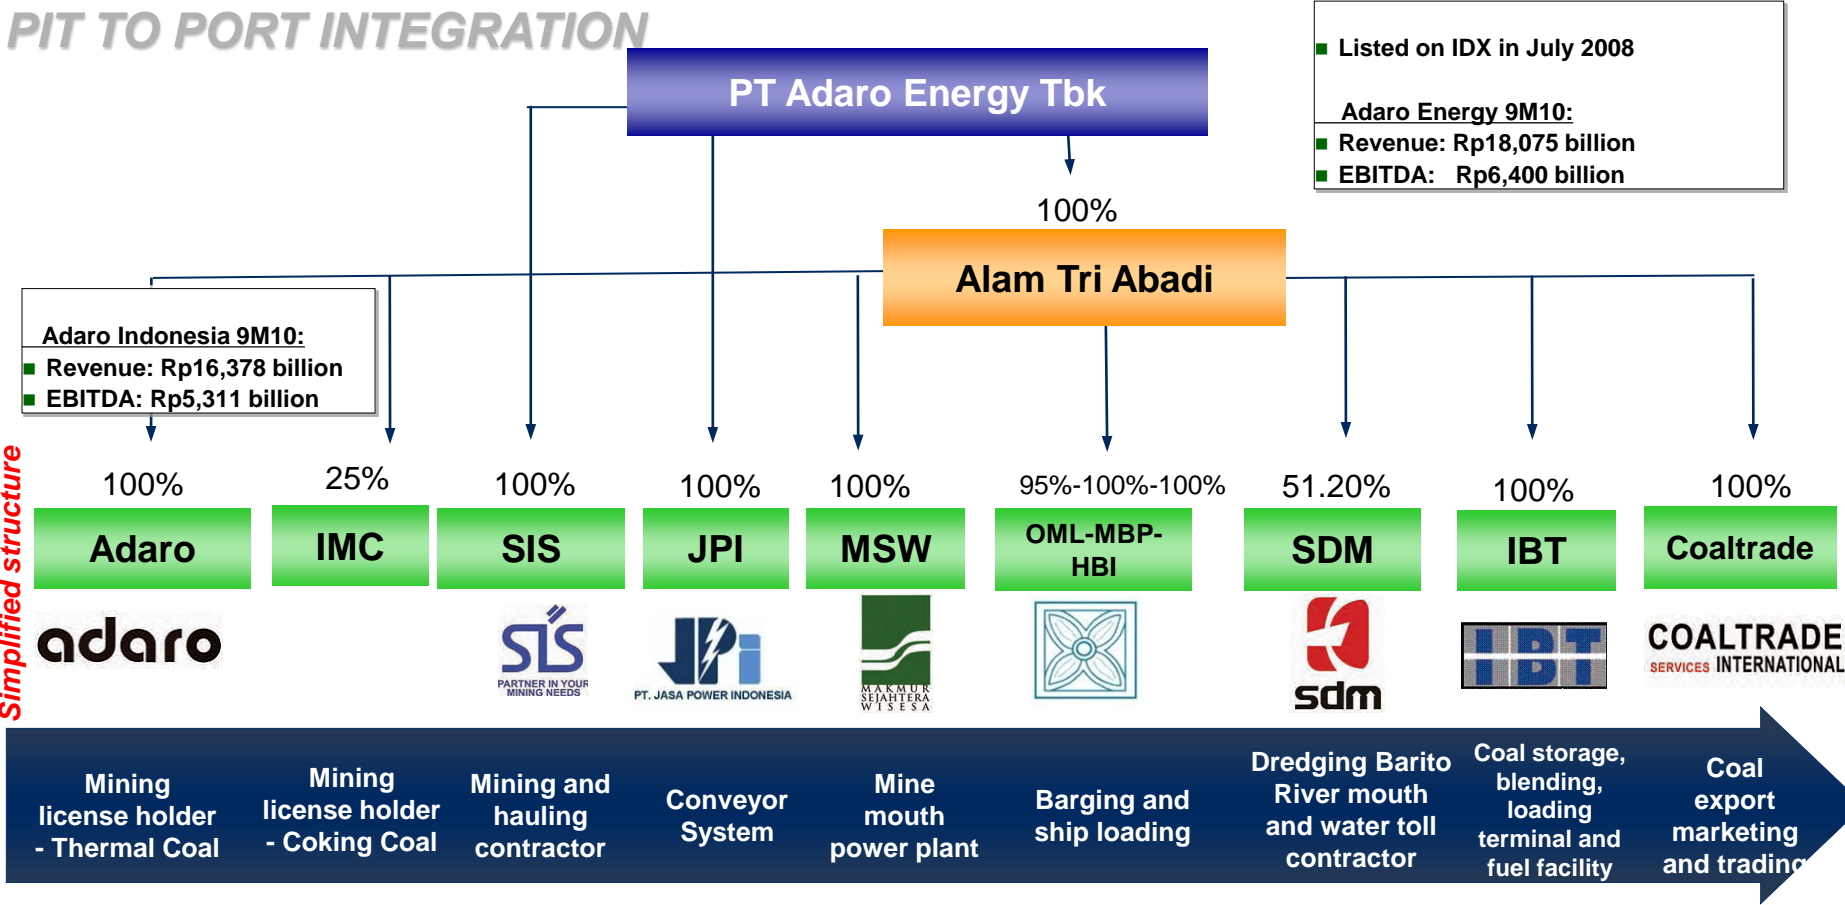 PIT TO PORT INTEGRATION
PT Adaro Energy Tbk
Listed on IDX in July 2008
Adaro Energy 9M10:
Revenue: Rp18,075 billion
EBITDA: Rp6,400 billion
100%
Alam Tri Abadi
Adaro Indonesia 9M10:
Revenue: Rp16,378 billion
EBITDA: Rp5,311 billion
Simplified structure
100%
25%
100%
100%
100%
95%-100%-100%
51.20%
100%
100%
Adaro
IMC
SIS
JPI
MSW
OML-MBP-
HBI
SDM
IBT
Coaltrade
adaro
SIS
PARTNER IN YOUR
MINING NEEDS
JPi
PT. JASA POWER INDONESIA
MAKMUR
SEJAHTERA
WISESA
sdm
IBT
COALTRADE
SERVICES INTERNATIONAL
Mining
license holder
- Thermal Coal
Mining
license holder
- Coking Coal
Mining and
hauling
contractor
Conveyor
System
Mine
mouth
power plant
Barging and
ship loading
Dredging Barito
River mouth
and water toll
contractor
Coal storage,
blending,
loading
terminal and
fuel facility
Coal
export
marketing
and trading